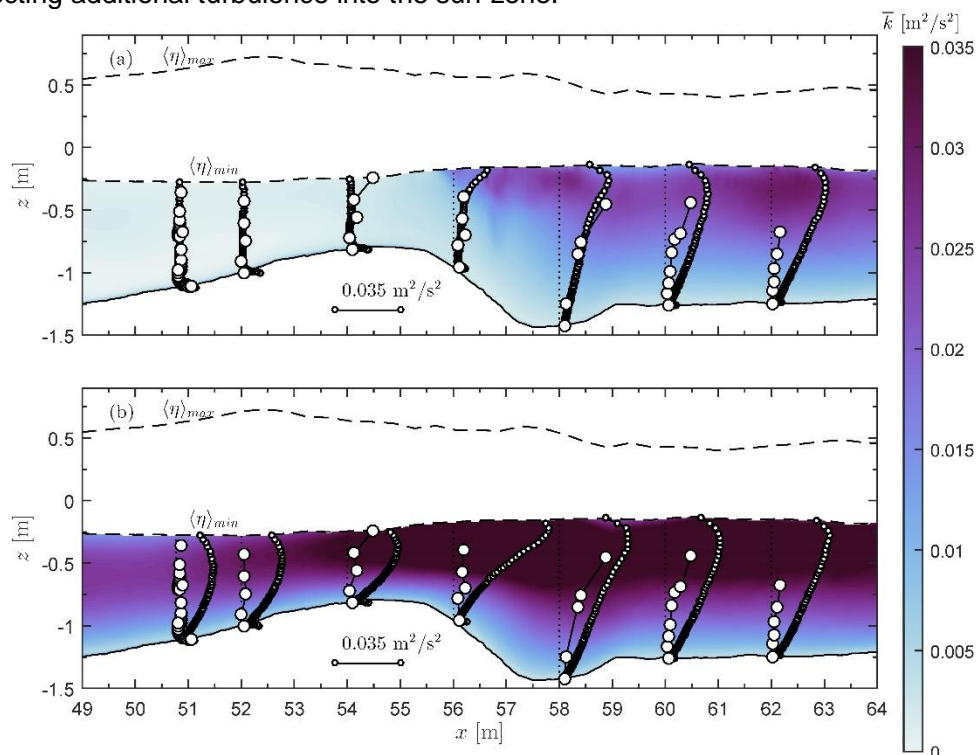 ecting additional turbulence into the surf zone.
k̅ [m²/s²]
(a)
⟨η⟩max
⟨η⟩min
z [m]
0.5
0
-0.5
-1
-1.5
0.035 m²/s²
0.035
0.03
0.025
0.02
0.015
0.01
0.005
0
(b)
⟨η⟩max
⟨η⟩min
z [m]
0.5
0
-0.5
-1
-1.5
0.035 m²/s²
49 50 51 52 53 54 55 56 57 58 59 60 61 62 63 64
x [m]